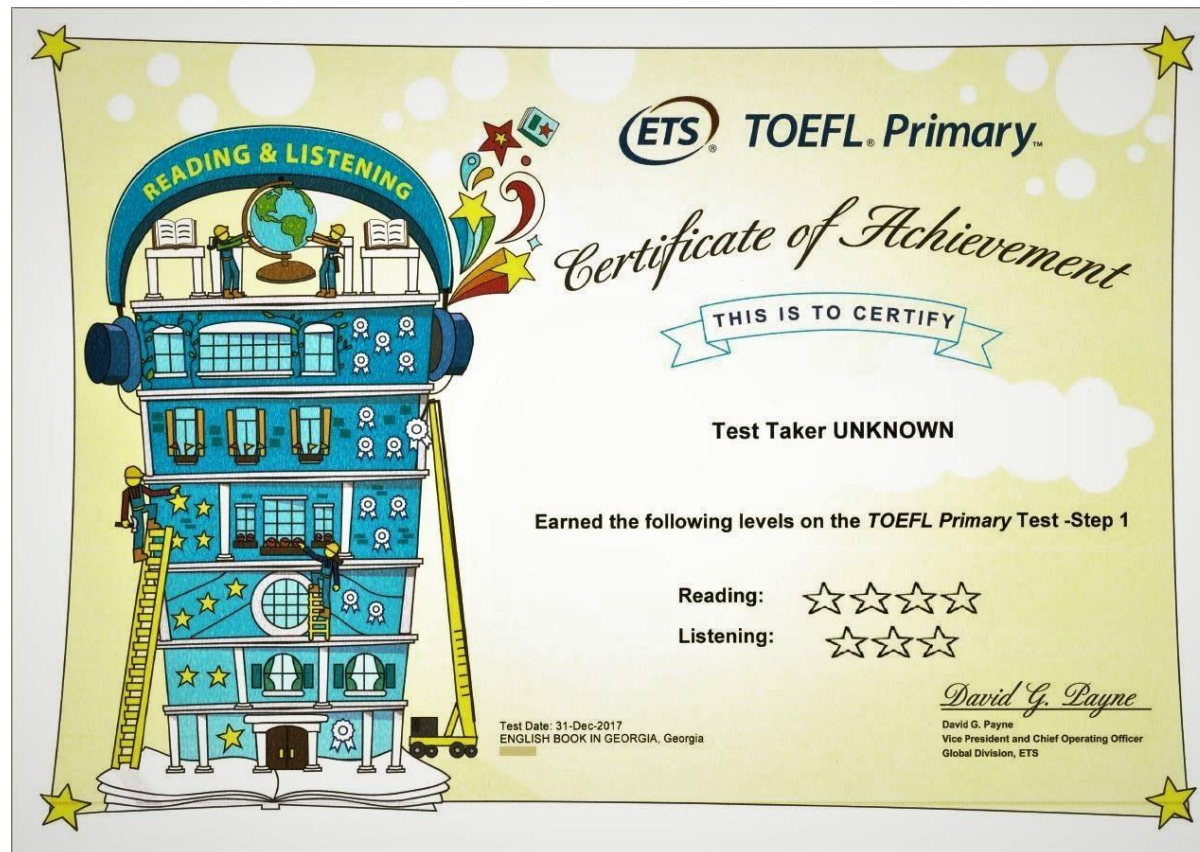 READING & LISTENING
ETS® TOEFL® Primary™
Certificate of Achievement
THIS IS TO CERTIFY
Test Taker UNKNOWN
Earned the following levels on the TOEFL Primary Test -Step 1
Reading:
Listening:
David G. Payne
David G. Payne
Vice President and Chief Operating Officer
Global Division, ETS
Test Date: 31-Dec-2017
ENGLISH BOOK IN GEORGIA, Georgia